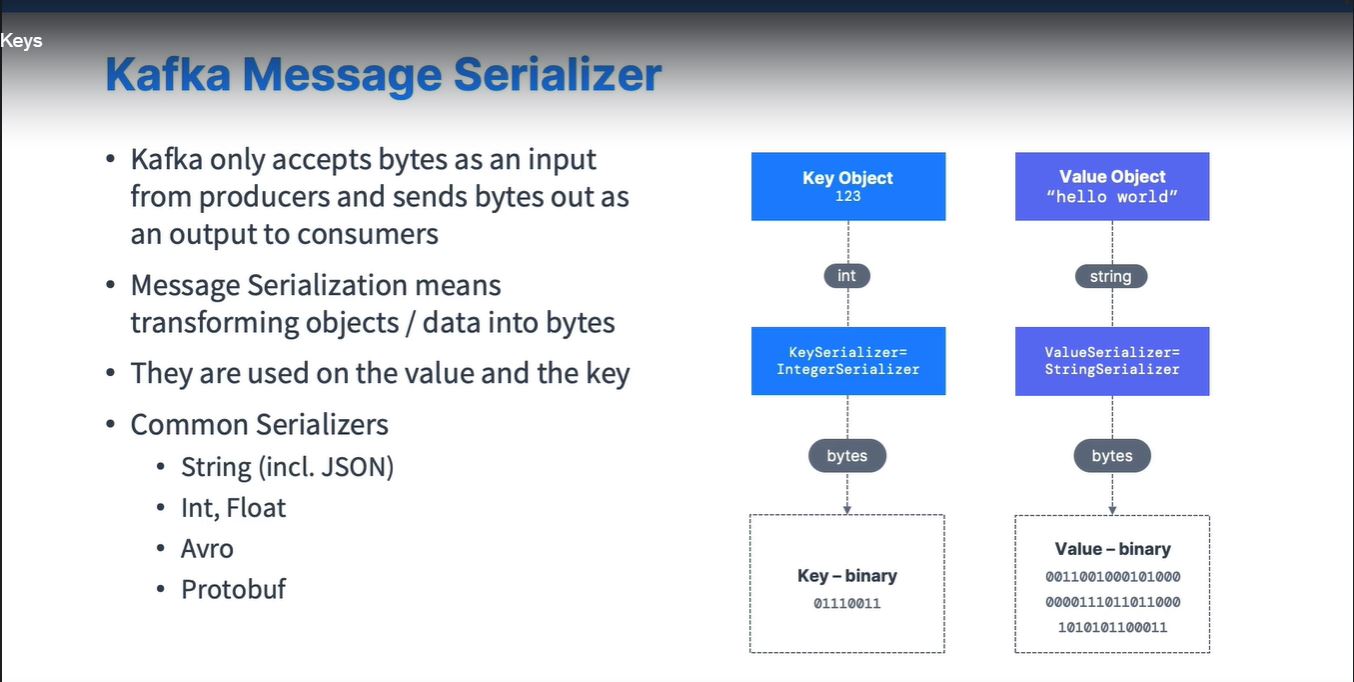 Keys
Kafka Message Serializer
• Kafka only accepts bytes as an input
from producers and sends bytes out as
an output to consumers
• Message Serialization means
transforming objects / data into bytes
• They are used on the value and the key
• Common Serializers
• String (incl. JSON)
• Int, Float
• Avro
• Protobuf
Key Object
123
int
KeySerializer=
IntegerSerializer
bytes
Key – binary
01110011
Value Object
“hello world”
string
ValueSerializer=
StringSerializer
bytes
Value – binary
0011001000101000
0000111011011000
1010101100011